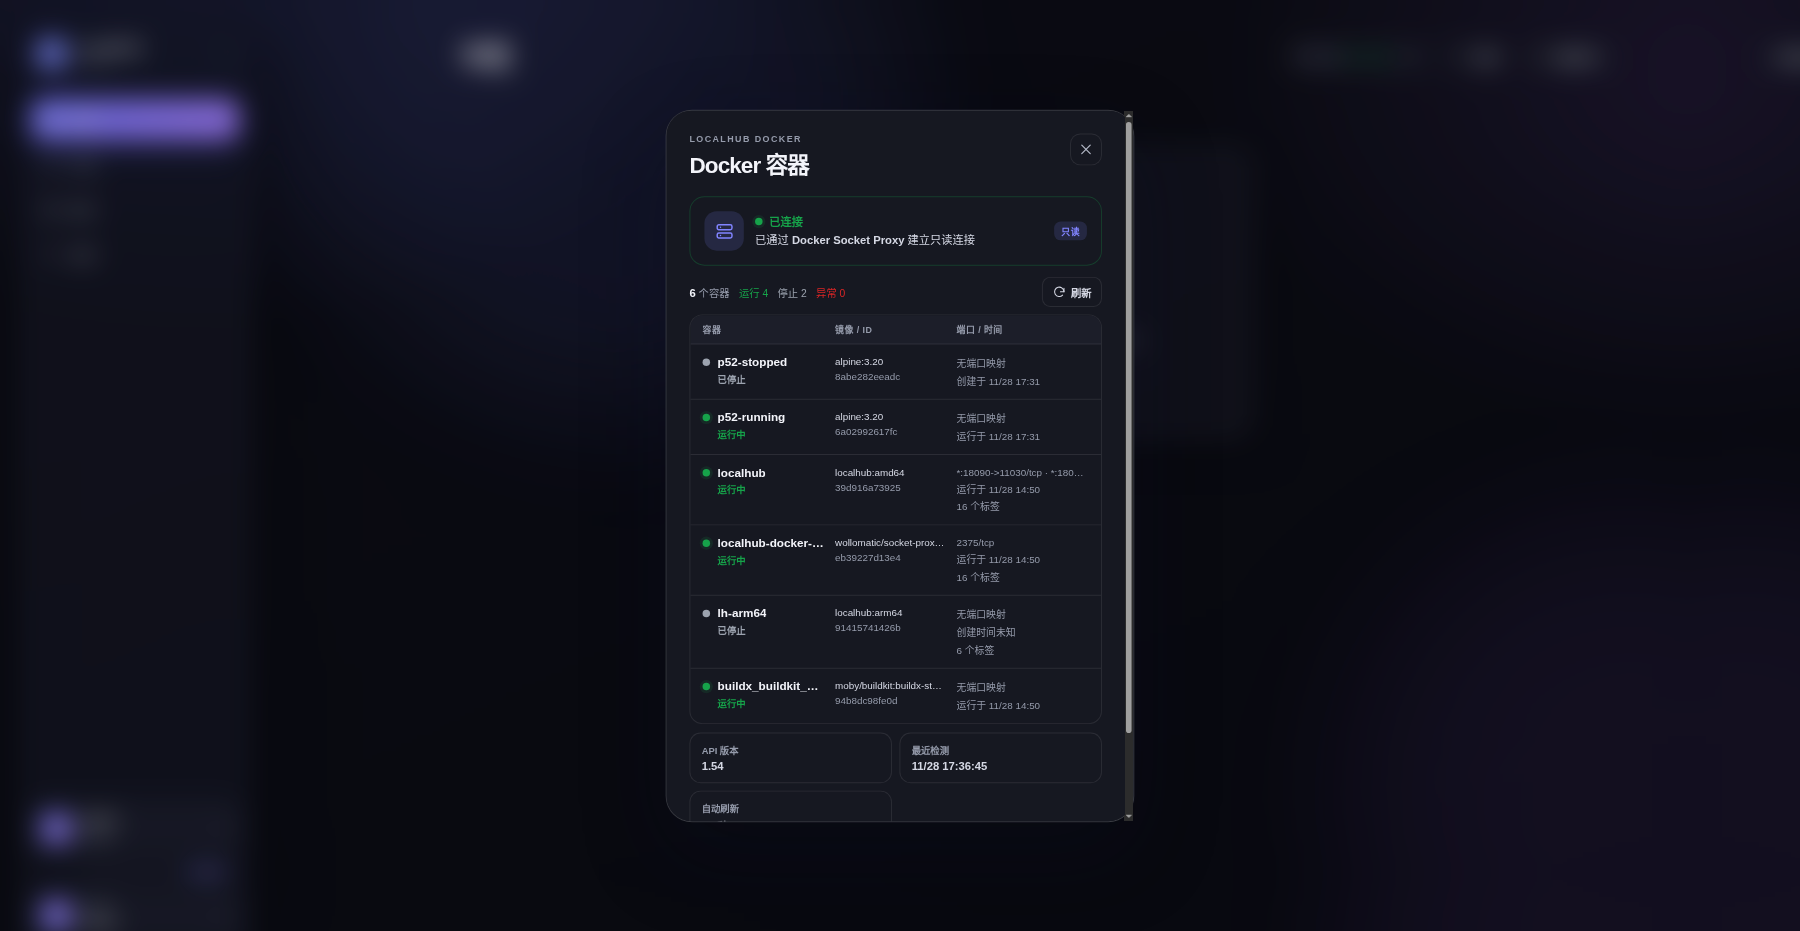 LOCALHUB DOCKER
Docker 容器
已连接
已通过 Docker Socket Proxy 建立只读连接
只读
6 个容器 运行 4 停止 2 异常 0
刷新
容器 镜像 / ID 端口 / 时间
p52-stopped alpine:3.20 无端口映射
已停止 8abe282eeadc 创建于 11/28 17:31
p52-running alpine:3.20 无端口映射
运行中 6a02992617fc 运行于 11/28 17:31
localhub localhub:amd64 *:18090->11030/tcp · *:180…
运行中 39d916a73925 运行于 11/28 14:50
16 个标签
localhub-docker-… wollomatic/socket-prox… 2375/tcp
运行中 eb39227d13e4 运行于 11/28 14:50
16 个标签
lh-arm64 localhub:arm64 无端口映射
已停止 91415741426b 创建时间未知
6 个标签
buildx_buildkit_… moby/buildkit:buildx-st… 无端口映射
运行中 94b8dc98fe0d 运行于 11/28 14:50
API 版本 最近检测
1.54 11/28 17:36:45
自动刷新